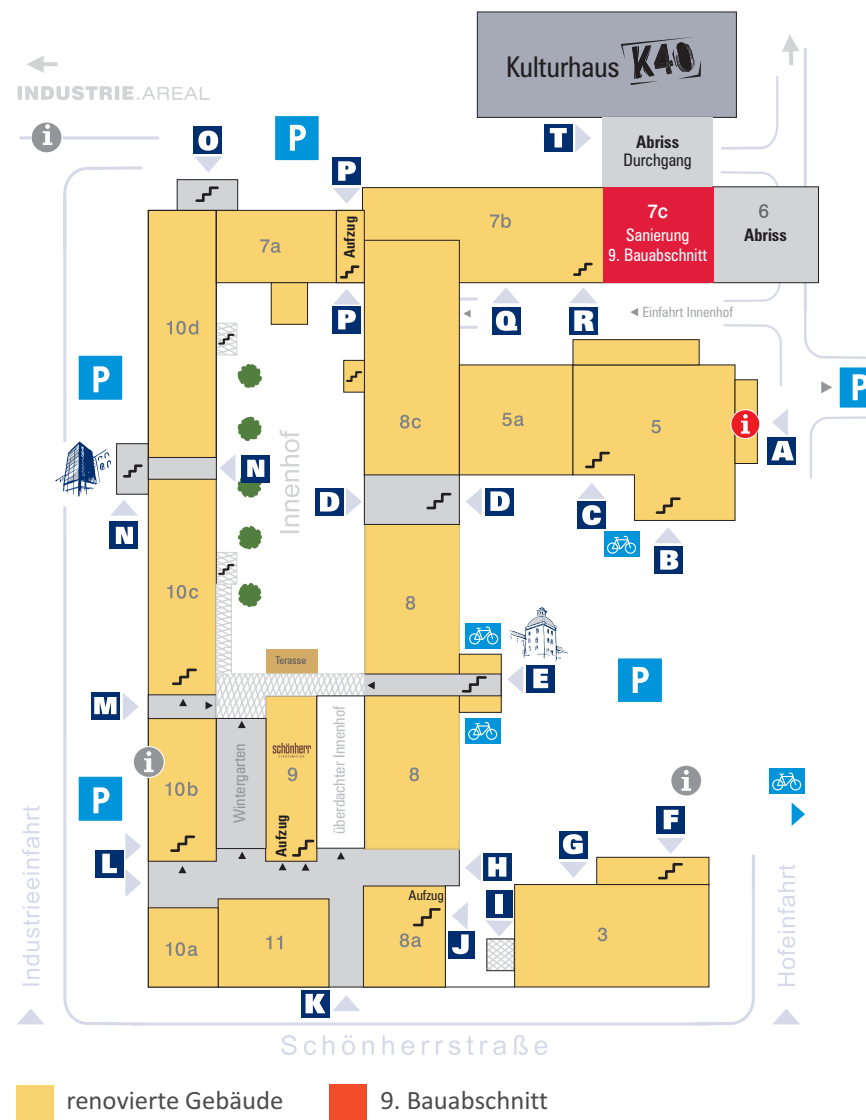 Kulturhaus K40
INDUSTRIE.AREAL
i
P
O
P
T
Abriss
Durchgang
7a
Aufzug
7b
7c
Sanierung
9. Bauabschnitt
6
Abriss
P
Q
R
Einfahrt Innenhof
10d
P
P
8c
5a
5
i
A
N
N
Innenhof
D
D
C
B
10c
8
Terasse
E
P
M
i
10b
P
Wintergarten
schönherr
9
Aufzug
überdachter Innenhof
8
i
L
H
G
F
10a
11
Aufzug
8a
J
I
3
K
Industrieeinfahrt
Hofeinfahrt
Schönherrstraße
renovierte Gebäude
9. Bauabschnitt